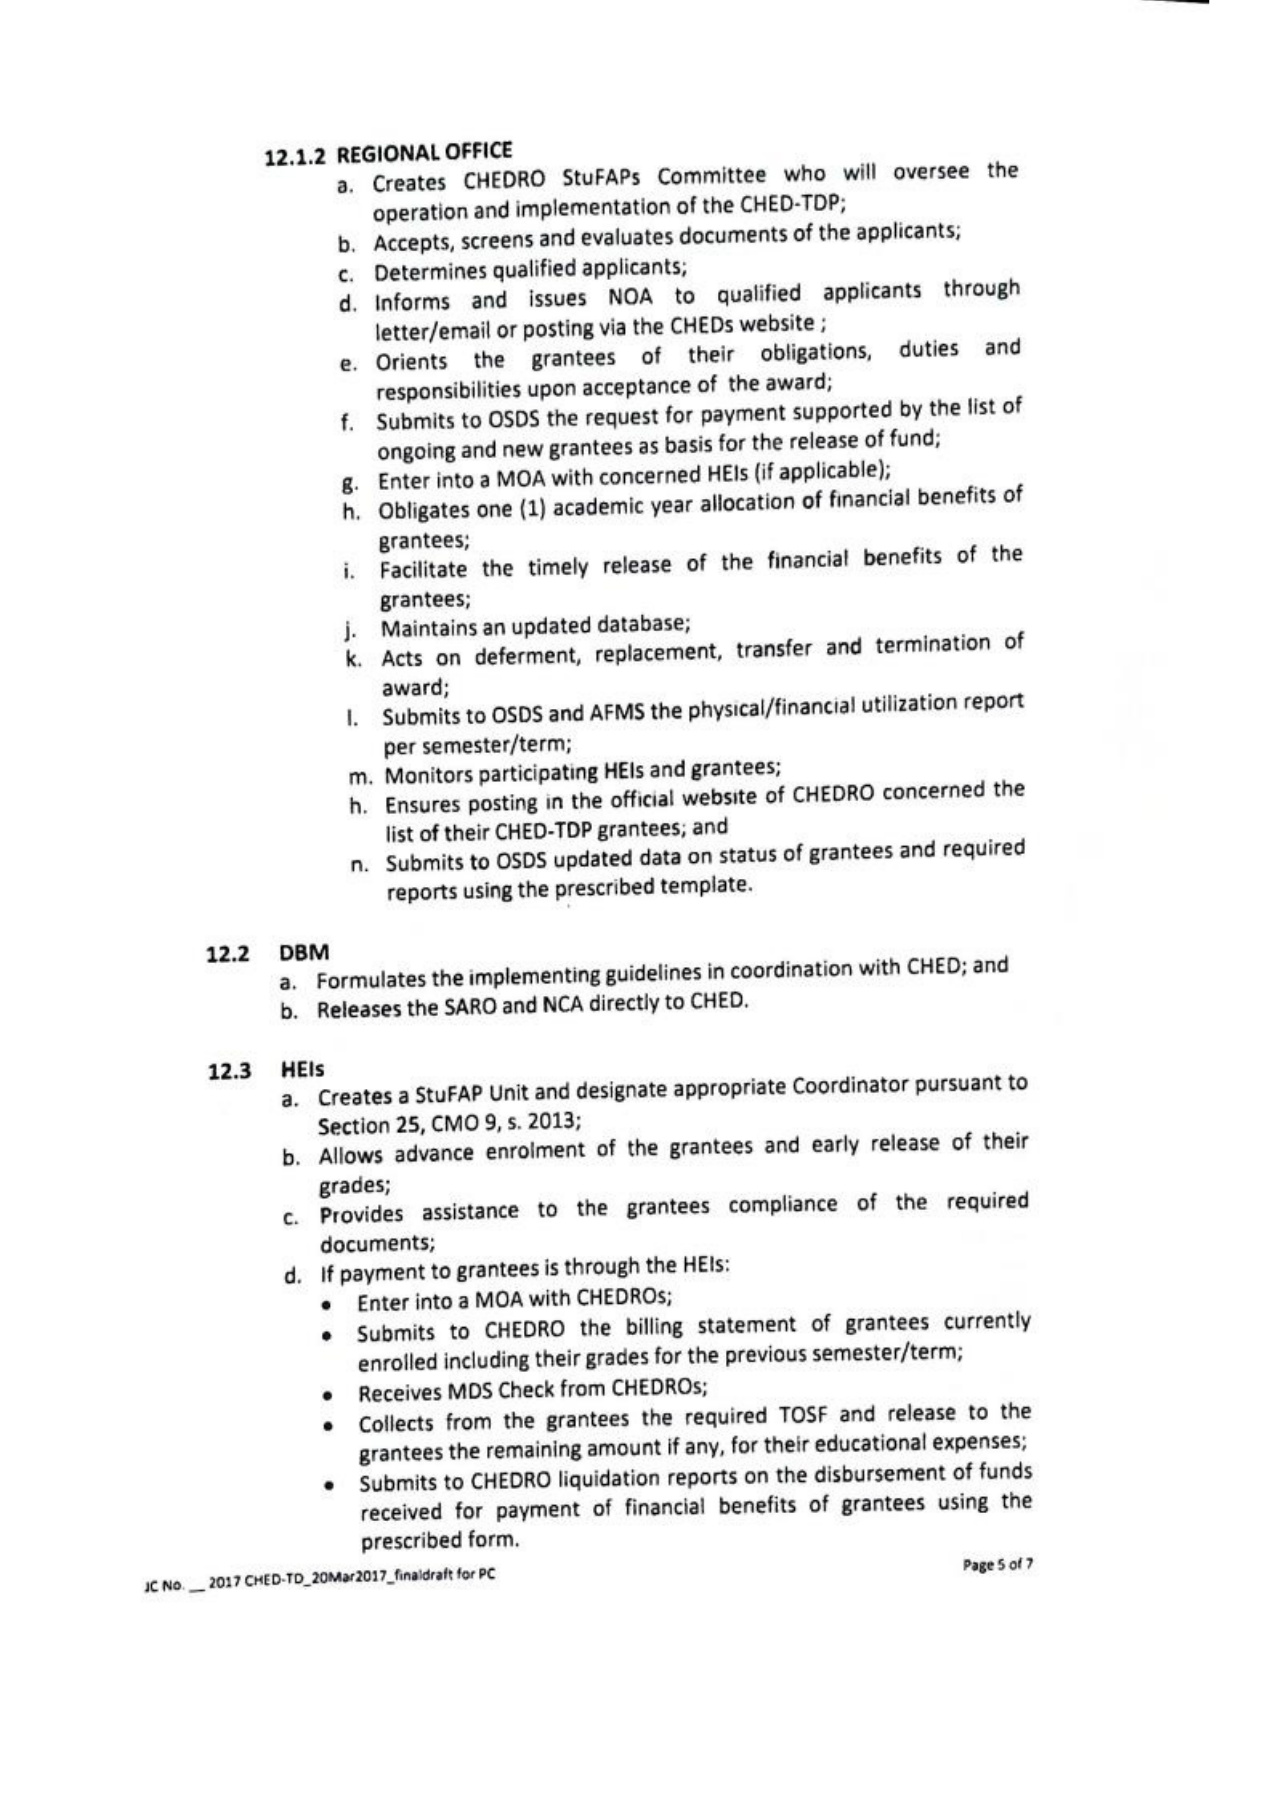 12.1.2 REGIONAL OFFICE
a. Creates CHEDRO StuFAPs Committee who will oversee the
operation and implementation of the CHED-TDP;
b. Accepts, screens and evaluates documents of the applicants;
c. Determines qualified applicants;
d. Informs and issues NOA to qualified applicants through
letter/email or posting via the CHEDs website ;
e. Orients the grantees of their obligations, duties and
responsibilities upon acceptance of the award;
f. Submits to OSDS the request for payment supported by the list of
ongoing and new grantees as basis for the release of fund;
g. Enter into a MOA with concerned HEIs (if applicable);
h. Obligates one (1) academic year allocation of financial benefits of
grantees;
i. Facilitate the timely release of the financial benefits of the
grantees;
j. Maintains an updated database;
k. Acts on deferment, replacement, transfer and termination of
award;
l. Submits to OSDS and AFMS the physical/financial utilization report
per semester/term;
m. Monitors participating HEIs and grantees;
h. Ensures posting in the official website of CHEDRO concerned the
list of their CHED-TDP grantees; and
n. Submits to OSDS updated data on status of grantees and required
reports using the prescribed template.
12.2 DBM
a. Formulates the implementing guidelines in coordination with CHED; and
b. Releases the SARO and NCA directly to CHED.
12.3 HEIs
a. Creates a StuFAP Unit and designate appropriate Coordinator pursuant to
Section 25, CMO 9, s. 2013;
b. Allows advance enrolment of the grantees and early release of their
grades;
c. Provides assistance to the grantees compliance of the required
documents;
d. If payment to grantees is through the HEIs:
• Enter into a MOA with CHEDROs;
• Submits to CHEDRO the billing statement of grantees currently
enrolled including their grades for the previous semester/term;
• Receives MDS Check from CHEDROs;
• Collects from the grantees the required TOSF and release to the
grantees the remaining amount if any, for their educational expenses;
• Submits to CHEDRO liquidation reports on the disbursement of funds
received for payment of financial benefits of grantees using the
prescribed form.
JC No. __ 2017 CHED-TD_20Mar2017_finaldraft for PC Page 5 of 7